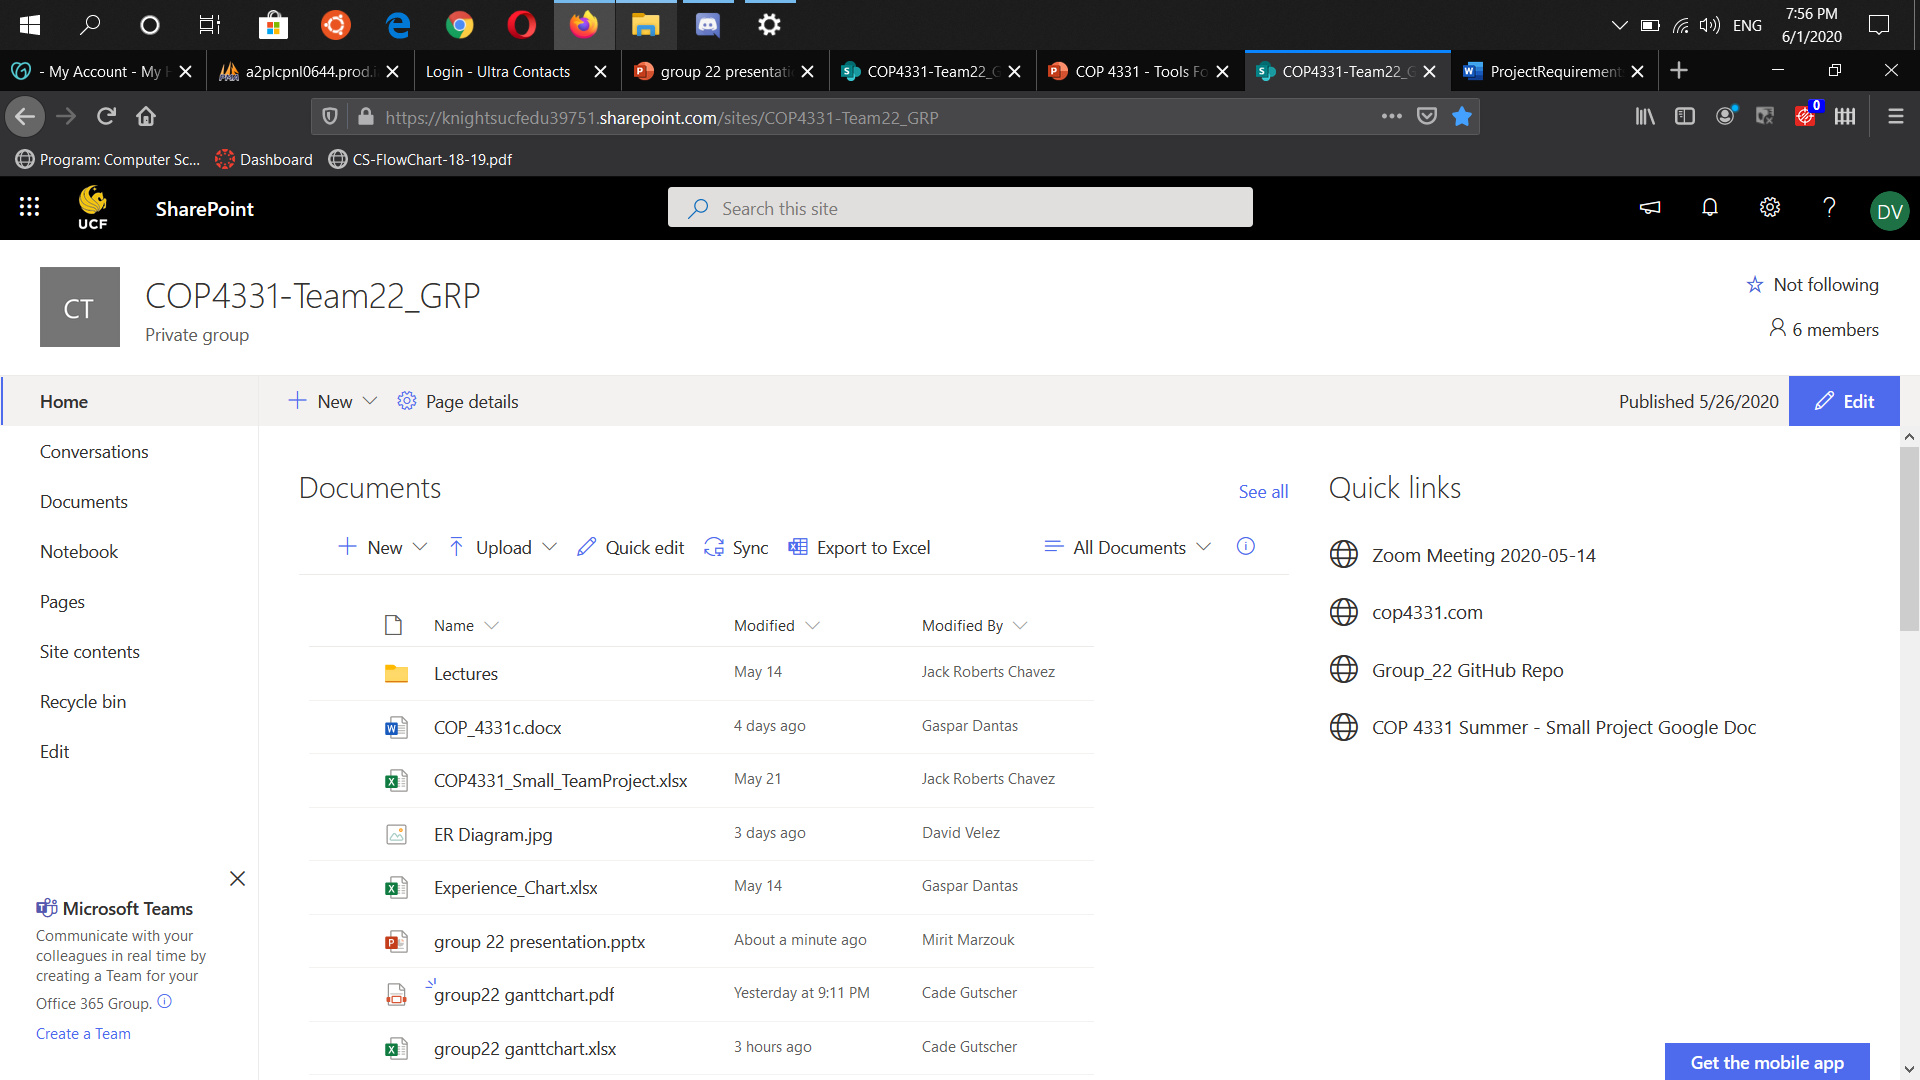 ENG
7:56 PM
6/1/2020
- My Account - My
a2plcpnl0644.prod.i
Login - Ultra Contacts
group 22 presentati
COP4331-Team22_G
COP 4331 - Tools Fo
COP4331-Team22_G
ProjectRequirement
https://knightsucfedu39751.sharepoint.com/sites/COP4331-Team22_GRP
0
Program: Computer Sc...
Dashboard
CS-FlowChart-18-19.pdf
UCF
SharePoint
Search this site
DV
CT
COP4331-Team22_GRP
Private group
Not following
6 members
Home
Conversations
Documents
Notebook
Pages
Site contents
Recycle bin
Edit
New
Page details
Published 5/26/2020
Edit
Documents
See all
New
Upload
Quick edit
Sync
Export to Excel
All Documents
Name Modified Modified By
Lectures May 14 Jack Roberts Chavez
COP_4331c.docx 4 days ago Gaspar Dantas
COP4331_Small_TeamProject.xlsx May 21 Jack Roberts Chavez
ER Diagram.jpg 3 days ago David Velez
Experience_Chart.xlsx May 14 Gaspar Dantas
group 22 presentation.pptx About a minute ago Mirit Marzouk
group22 ganttchart.pdf Yesterday at 9:11 PM Cade Gutscher
group22 ganttchart.xlsx 3 hours ago Cade Gutscher
Quick links
Zoom Meeting 2020-05-14
cop4331.com
Group_22 GitHub Repo
COP 4331 Summer - Small Project Google Doc
Microsoft Teams
Communicate with your
colleagues in real time by
creating a Team for your
Office 365 Group.
Create a Team
Get the mobile app